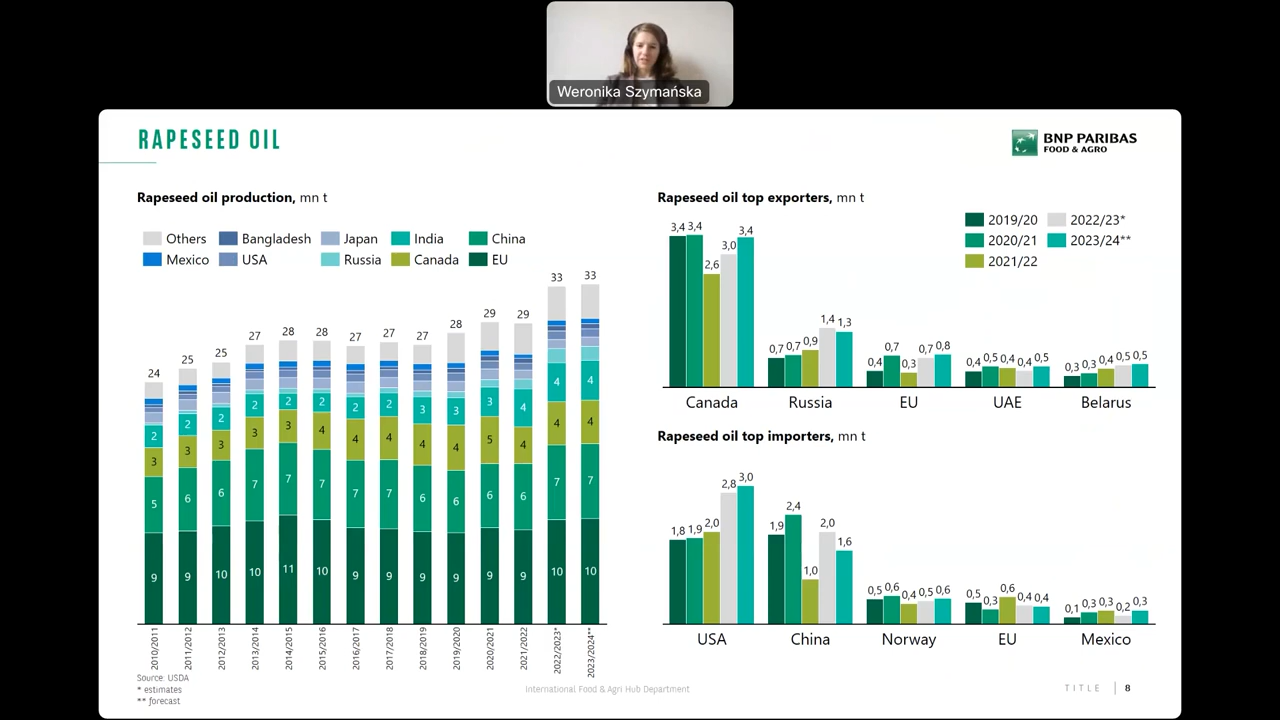 Weronika Szymańska
RAPESEED OIL
BNP PARIBAS
FOOD & AGRO
Rapeseed oil production, mn t
Others Bangladesh Japan India China
Mexico USA Russia Canada EU
24 25 25 27 28 28 27 27 27 28 29 29 33 33
2 2 2 2 2 2 2 2 3 3 3 4 4 4
3 3 3 3 3 4 4 4 4 4 5 4 4 4
5 6 6 7 7 7 7 7 6 6 6 6 7 7
9 9 10 10 11 10 9 9 9 9 9 9 10 10
2010/2011 2011/2012 2012/2013 2013/2014 2014/2015 2015/2016 2016/2017 2017/2018 2018/2019 2019/2020 2020/2021 2021/2022 2022/2023* 2023/2024**
Source: USDA
* estimates
** forecast
Rapeseed oil top exporters, mn t
2019/20 2022/23*
2020/21 2023/24**
2021/22
3,4 3,4 2,6 3,0 3,4
0,7 0,7 0,9 1,4 1,3
0,4 0,7 0,3 0,7 0,8
0,4 0,5 0,4 0,4 0,5
0,3 0,3 0,4 0,5 0,5
Canada Russia EU UAE Belarus
Rapeseed oil top importers, mn t
1,8 1,9 2,0 2,8 3,0
1,9 2,4 1,0 2,0 1,6
0,5 0,6 0,4 0,5 0,6
0,5 0,3 0,6 0,4 0,4
0,1 0,3 0,3 0,2 0,3
USA China Norway EU Mexico
International Food & Agri Hub Department
TITLE 8